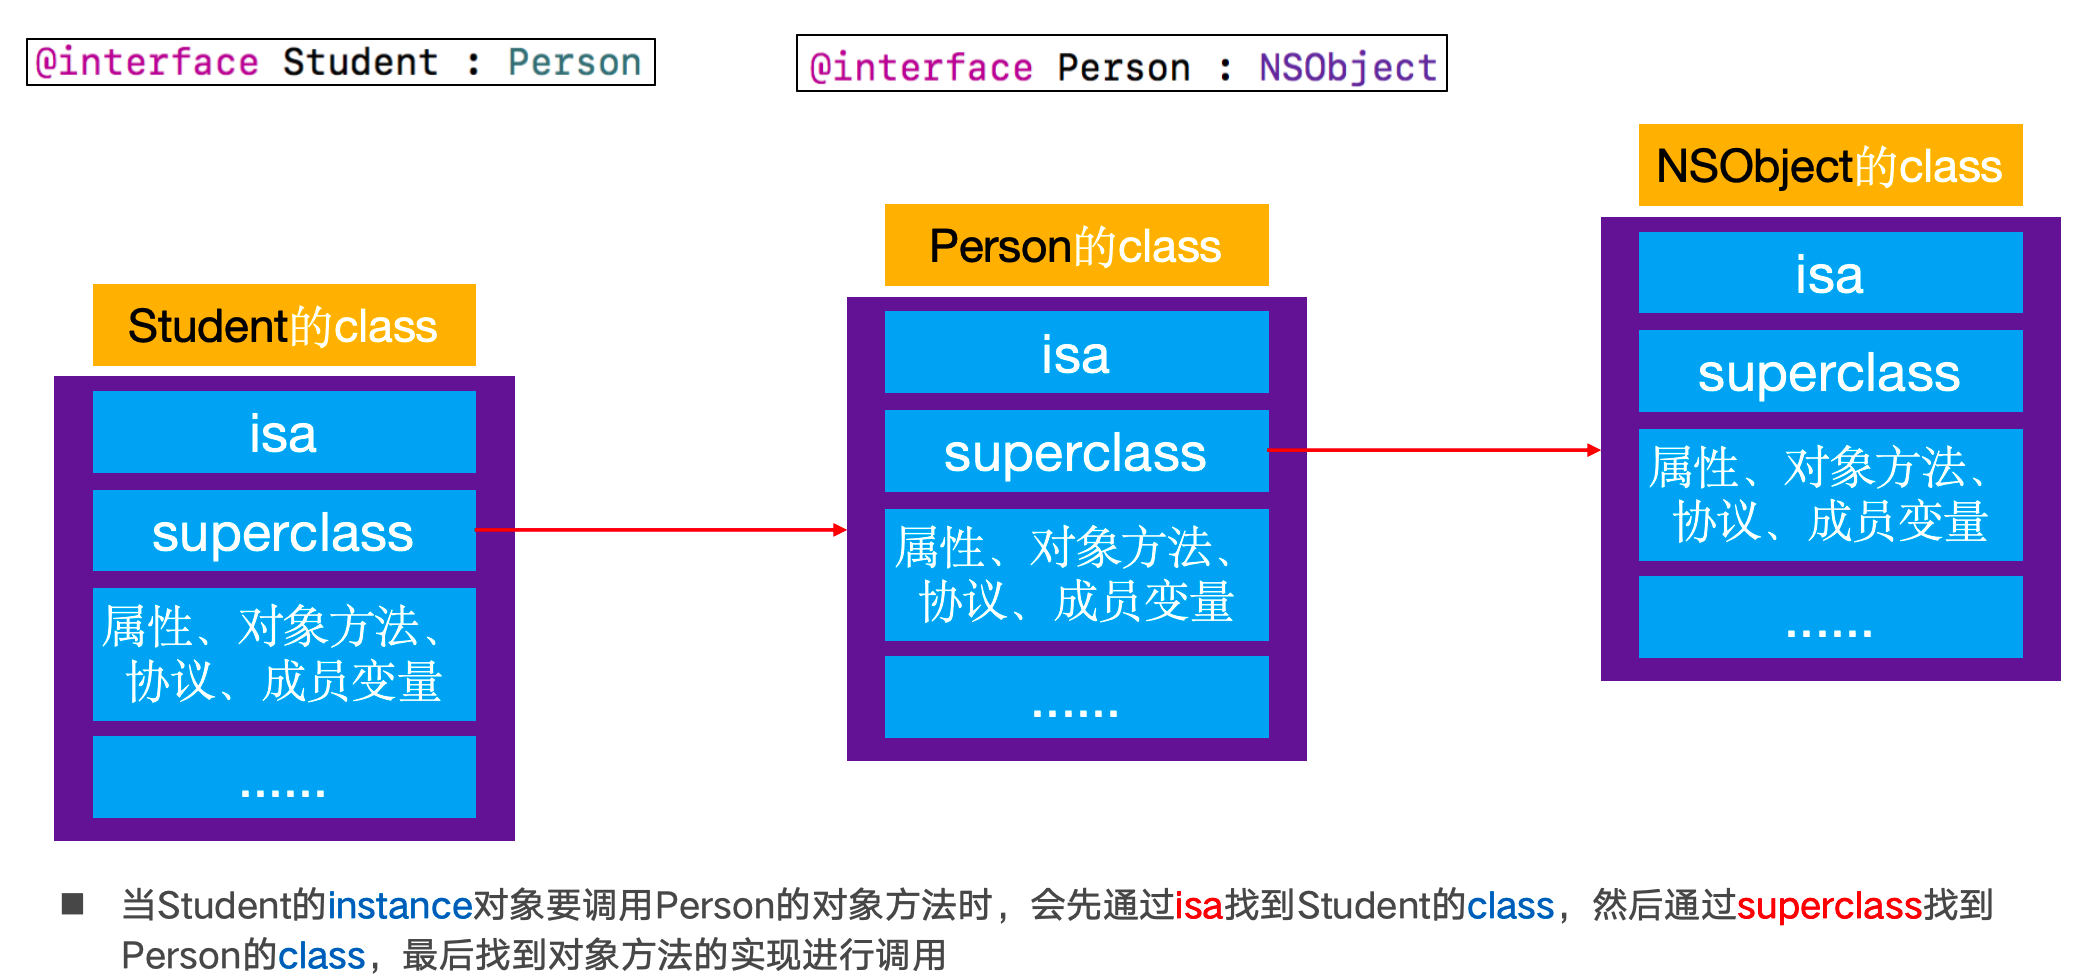 @interface Student : Person
@interface Person : NSObject
Student的class
isa
superclass
属性、对象方法、
协议、成员变量
......
Person的class
isa
superclass
属性、对象方法、
协议、成员变量
......
NSObject的class
isa
superclass
属性、对象方法、
协议、成员变量
......
■ 当Student的instance对象要调用Person的对象方法时，会先通过isa找到Student的class，然后通过superclass找到
Person的class，最后找到对象方法的实现进行调用